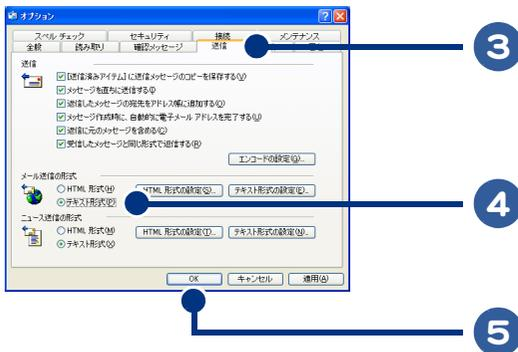 オプション
スペル チェック セキュリティ 接続 メンテナンス
全般 読み取り 確認メッセージ 送信
送信
[送信済みアイテム] に送信メッセージのコピーを保存する(V)
メッセージを直ちに送信する(I)
送信したメッセージの宛先をアドレス帳に追加する(O)
メッセージ作成時に、自動的に電子メール アドレスを完了する(U)
返信に元のメッセージを含める(C)
受信したメッセージと同じ形式で返信する(R)
エンコードの設定(G)...
メール送信の形式
HTML 形式(H) HTML 形式の設定(S)... テキスト形式の設定(E)...
テキスト形式(P)
ニュース送信の形式
HTML 形式(M) HTML 形式の設定(T)... テキスト形式の設定(N)...
テキスト形式(X)
OK キャンセル 適用(A)
3
4
5